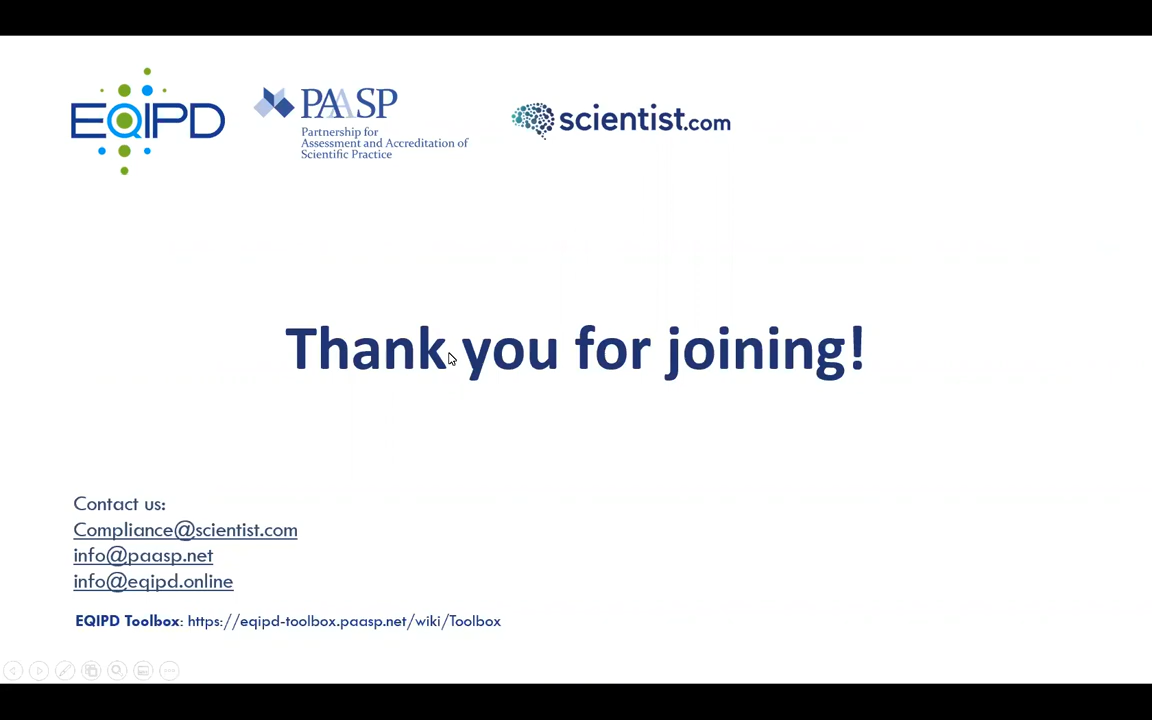 EQIPD
PAASP
Partnership for
Assessment and Accreditation of
Scientific Practice
scientist.com
Thank you for joining!
Contact us:
Compliance@scientist.com
info@paasp.net
info@eqipd.online
EQIPD Toolbox: https://eqipd-toolbox.paasp.net/wiki/Toolbox